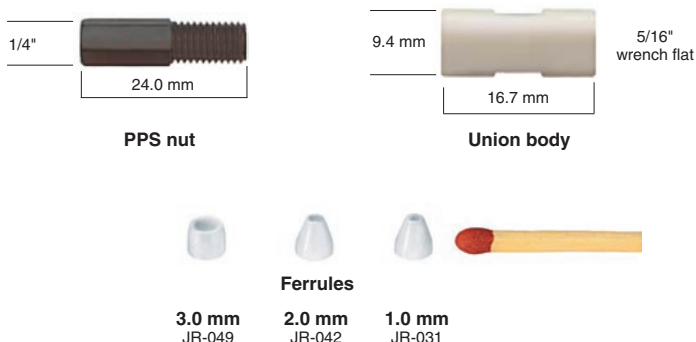 1/4"
24.0 mm
PPS nut
9.4 mm
16.7 mm
5/16"
wrench flat
Union body
Ferrules
3.0 mm 2.0 mm 1.0 mm
JR-049 JR-042 JR-031